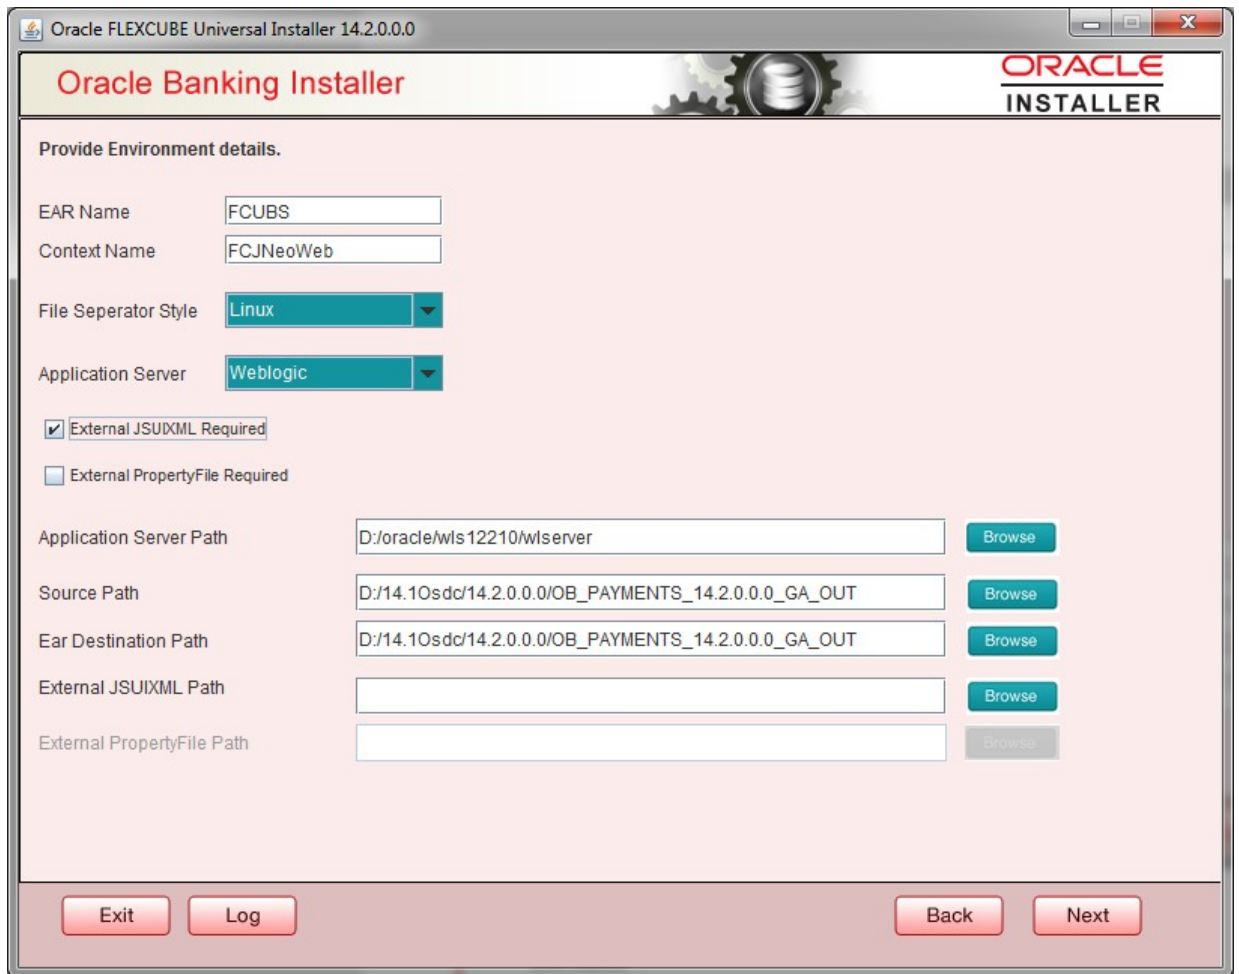 Oracle FLEXCUBE Universal Installer 14.2.0.0.0
Oracle Banking Installer
ORACLE
INSTALLER
Provide Environment details.
EAR Name FCUBS
Context Name FCJNeoWeb
File Seperator Style Linux
Application Server Weblogic
External JSUIXML Required
External PropertyFile Required
Application Server Path D:/oracle/wls12210/wlserver Browse
Source Path D:/14.1Osdc/14.2.0.0.0/OB_PAYMENTS_14.2.0.0.0_GA_OUT Browse
Ear Destination Path D:/14.1Osdc/14.2.0.0.0/OB_PAYMENTS_14.2.0.0.0_GA_OUT Browse
External JSUIXML Path Browse
External PropertyFile Path Browse
Exit Log Back Next